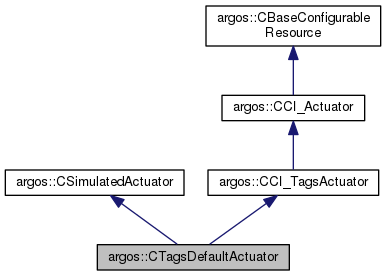 argos::CBaseConfigurable
Resource
argos::CCI_Actuator
argos::CSimulatedActuator
argos::CCI_TagsActuator
argos::CTagsDefaultActuator